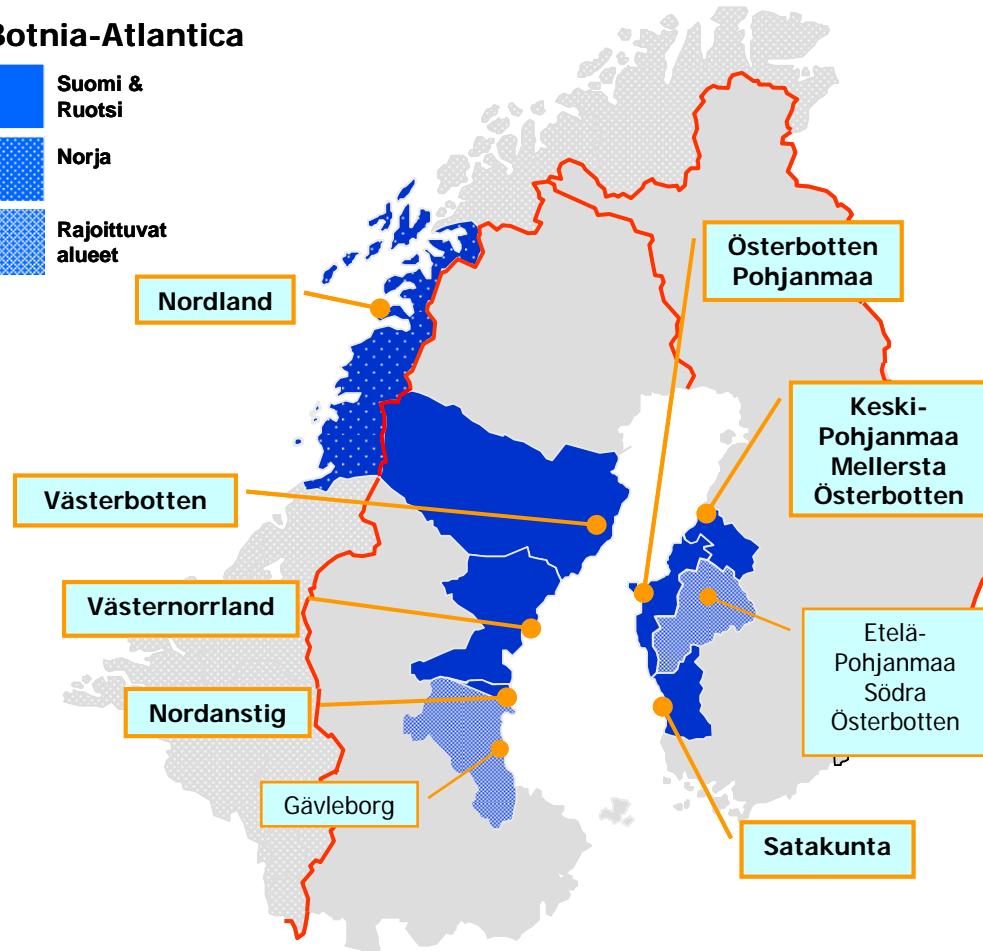 Botnia-Atlantica
Suomi &
Ruotsi
Norja
Rajoittuvat
alueet
Nordland
Österbotten
Pohjanmaa
Keski-
Pohjanmaa
Mellersta
Österbotten
Västerbotten
Västernorrland
Etelä-
Pohjanmaa
Södra
Österbotten
Nordanstig
Gävleborg
Satakunta